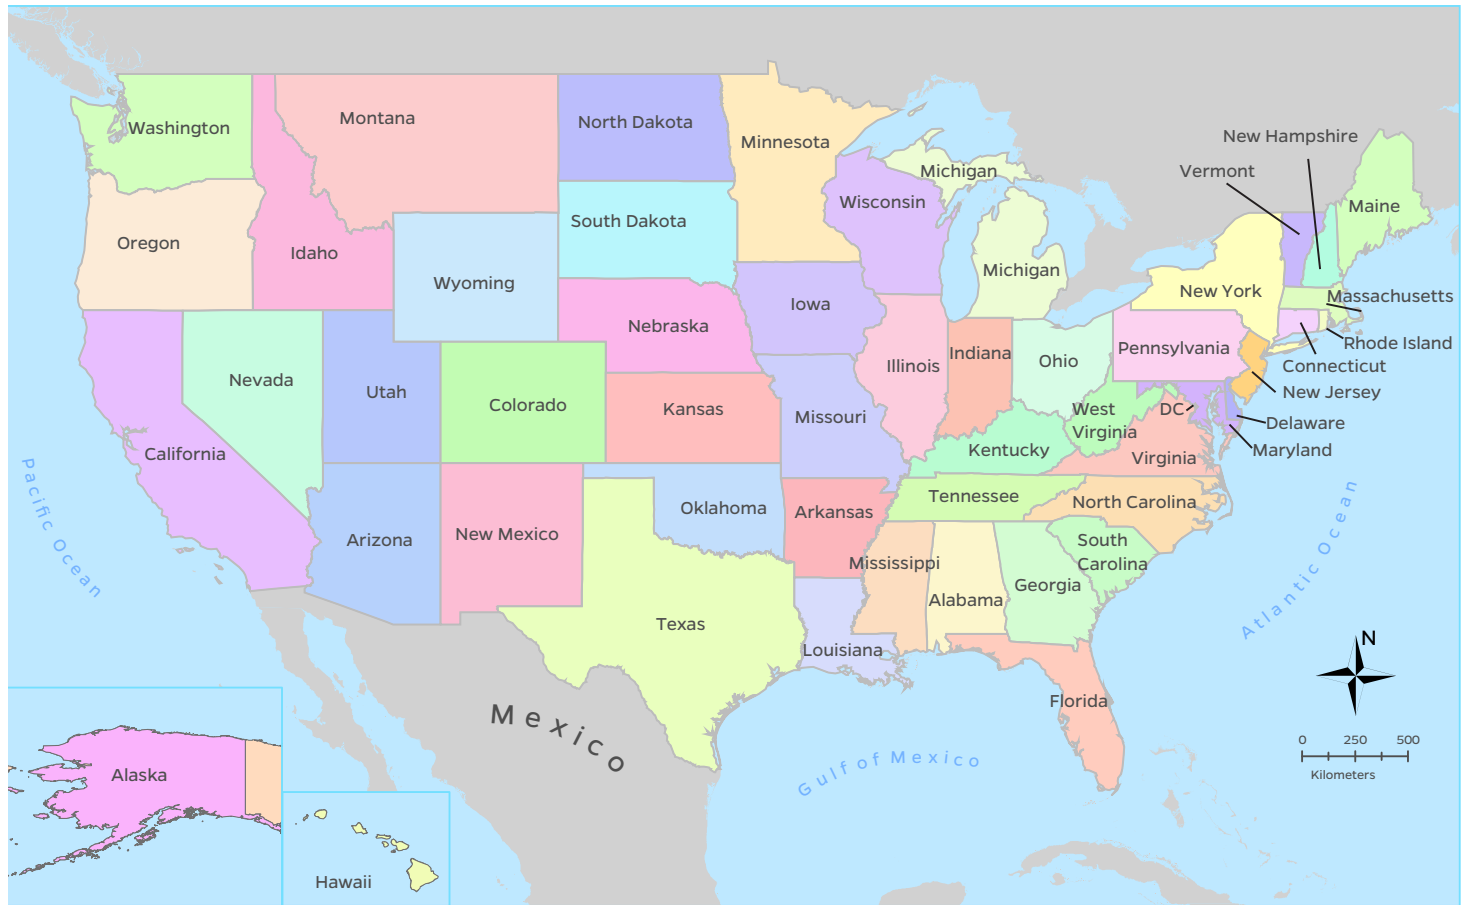 New Hampshire
Vermont
Washington
Montana
North Dakota
Minnesota
Michigan
Wisconsin
Maine
Oregon
Idaho
South Dakota
Wyoming
Michigan
New York
Massachusetts
Iowa
Nebraska
Rhode Island
Pennsylvania
Illinois
Indiana
Ohio
Connecticut
Nevada
Utah
New Jersey
Colorado
Kansas
Missouri
West
Virginia
DC
Delaware
Maryland
California
Kentucky
Virginia
Tennessee
North Carolina
Oklahoma
Arkansas
New Mexico
Arizona
South
Carolina
Mississippi
Alabama
Georgia
Pacific Ocean
Atlantic Ocean
Texas
Louisiana
N
Florida
Mexico
Gulf of Mexico
0 250 500
Kilometers
Alaska
Hawaii